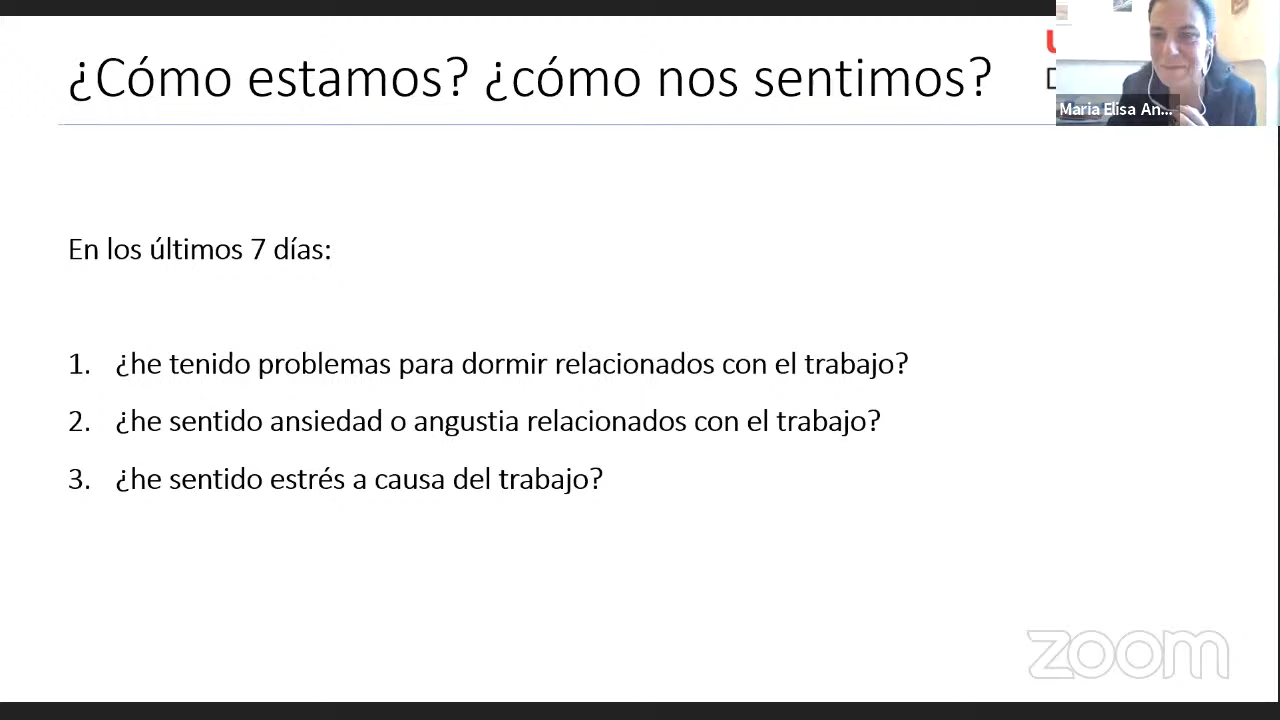 ¿Cómo estamos? ¿cómo nos sentimos?
Maria Elisa An...
En los últimos 7 días:
1. ¿he tenido problemas para dormir relacionados con el trabajo?
2. ¿he sentido ansiedad o angustia relacionados con el trabajo?
3. ¿he sentido estrés a causa del trabajo?
zoom